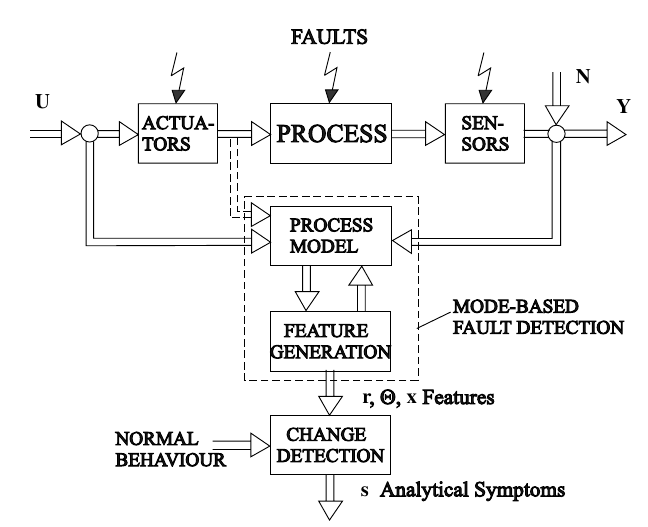 FAULTS
U
N
Y
ACTUA-
TORS
PROCESS
SEN-
SORS
PROCESS
MODEL
MODE-BASED
FAULT DETECTION
FEATURE
GENERATION
r, Θ, x Features
NORMAL
BEHAVIOUR
CHANGE
DETECTION
s Analytical Symptoms